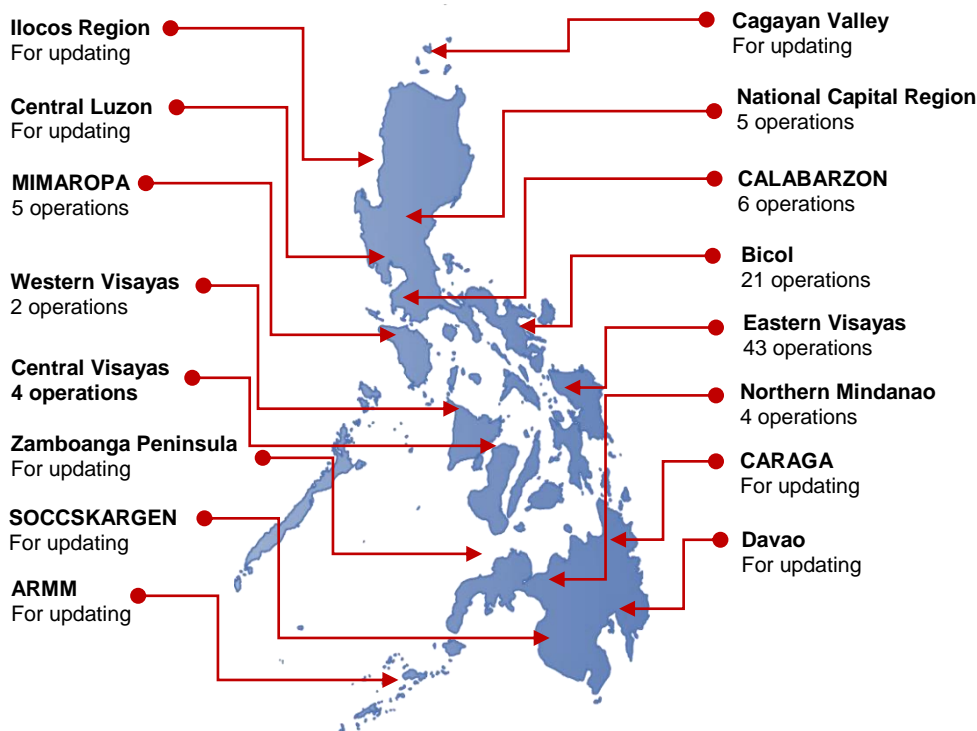 Ilocos Region
For updating
Central Luzon
For updating
MIMAROPA
5 operations
Western Visayas
2 operations
Central Visayas
4 operations
Zamboanga Peninsula
For updating
SOCCSKARGEN
For updating
ARMM
For updating
Cagayan Valley
For updating
National Capital Region
5 operations
CALABARZON
6 operations
Bicol
21 operations
Eastern Visayas
43 operations
Northern Mindanao
4 operations
CARAGA
For updating
Davao
For updating